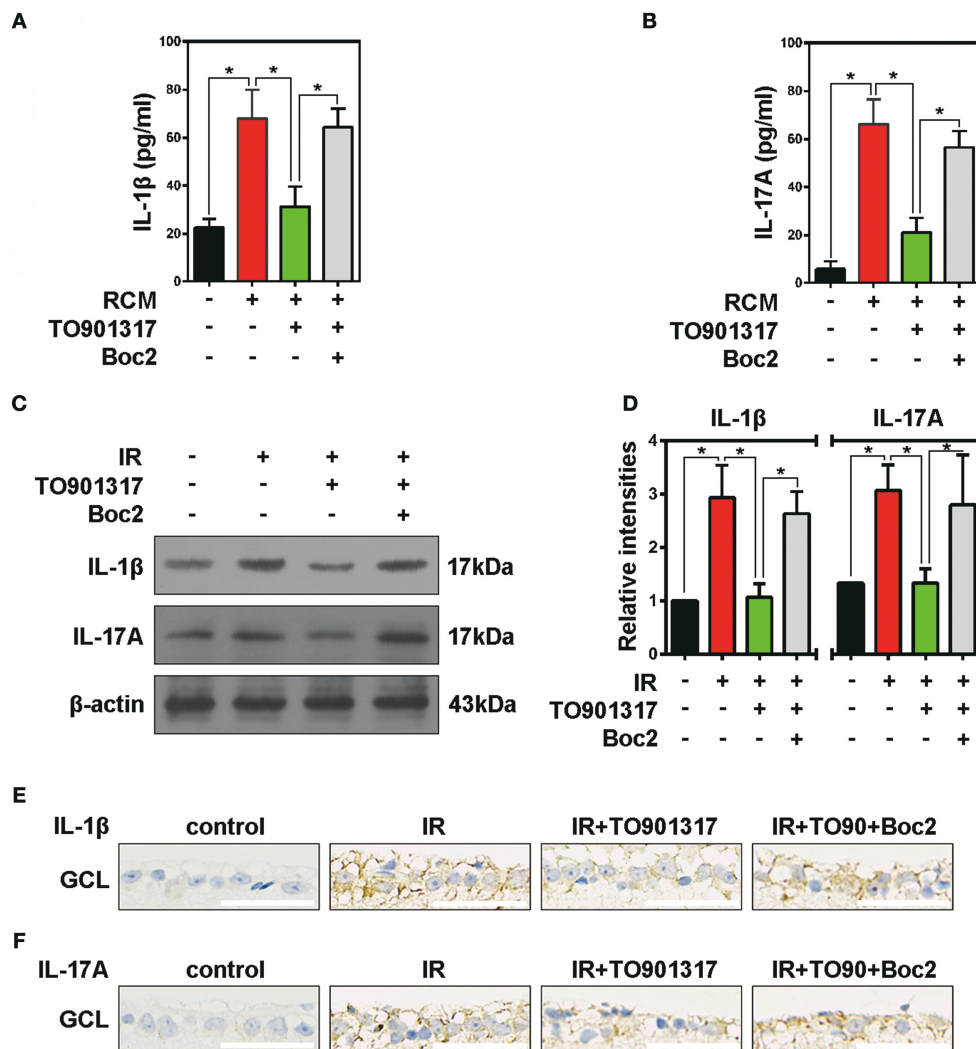 A
IL-1β (pg/ml)
100
80
60
40
20
0
* * *
RCM - + + +
TO901317 - - + +
Boc2 - - - +
B
IL-17A (pg/ml)
100
80
60
40
20
0
* * *
RCM - + + +
TO901317 - - + +
Boc2 - - - +
C
IR - + + +
TO901317 - - + +
Boc2 - - - +
IL-1β 17kDa
IL-17A 17kDa
β-actin 43kDa
D
IL-1β IL-17A
Relative intensities
4
3
2
1
0
* * * * * *
IR - + + + - + + +
TO901317 - - + + - - + +
Boc2 - - - + - - - +
E
IL-1β control IR IR+TO901317 IR+TO90+Boc2
GCL
F
IL-17A control IR IR+TO901317 IR+TO90+Boc2
GCL